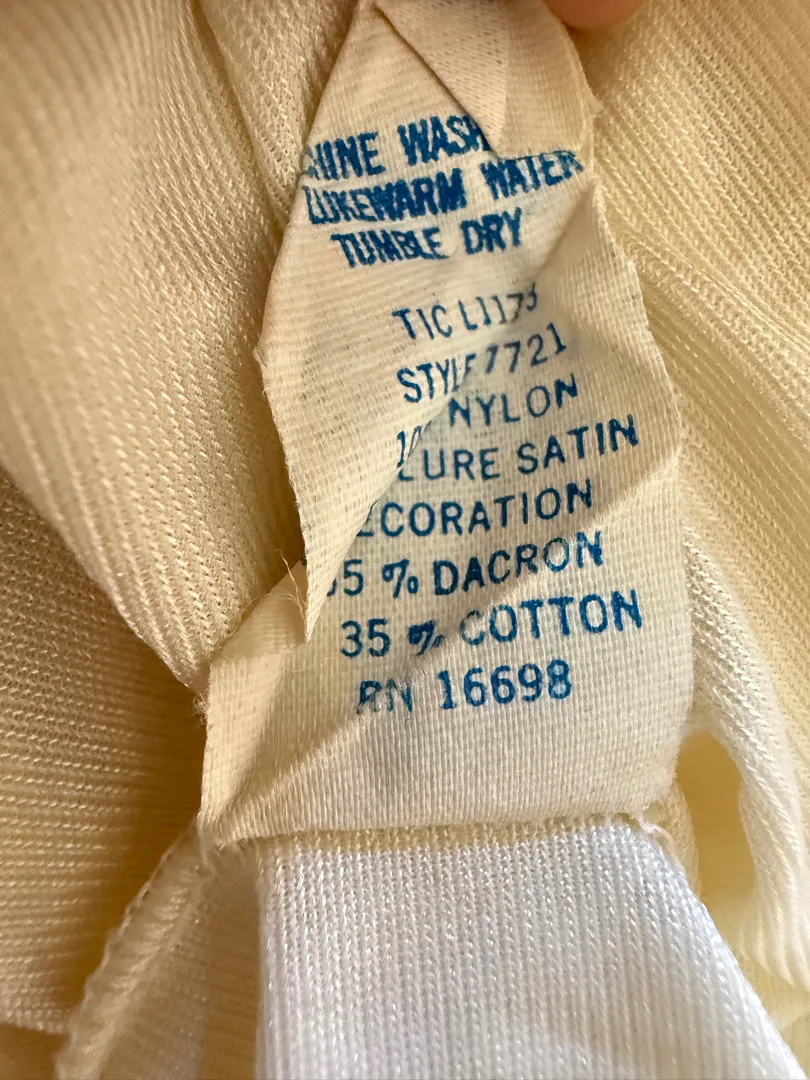 HINE WASH
LUKEWARM WATER
TUMBLE DRY
TIC L1173
STYLE 7721
NYLON
LURE SATIN
ECORATION
5 % DACRON
35 % COTTON
RN 16698